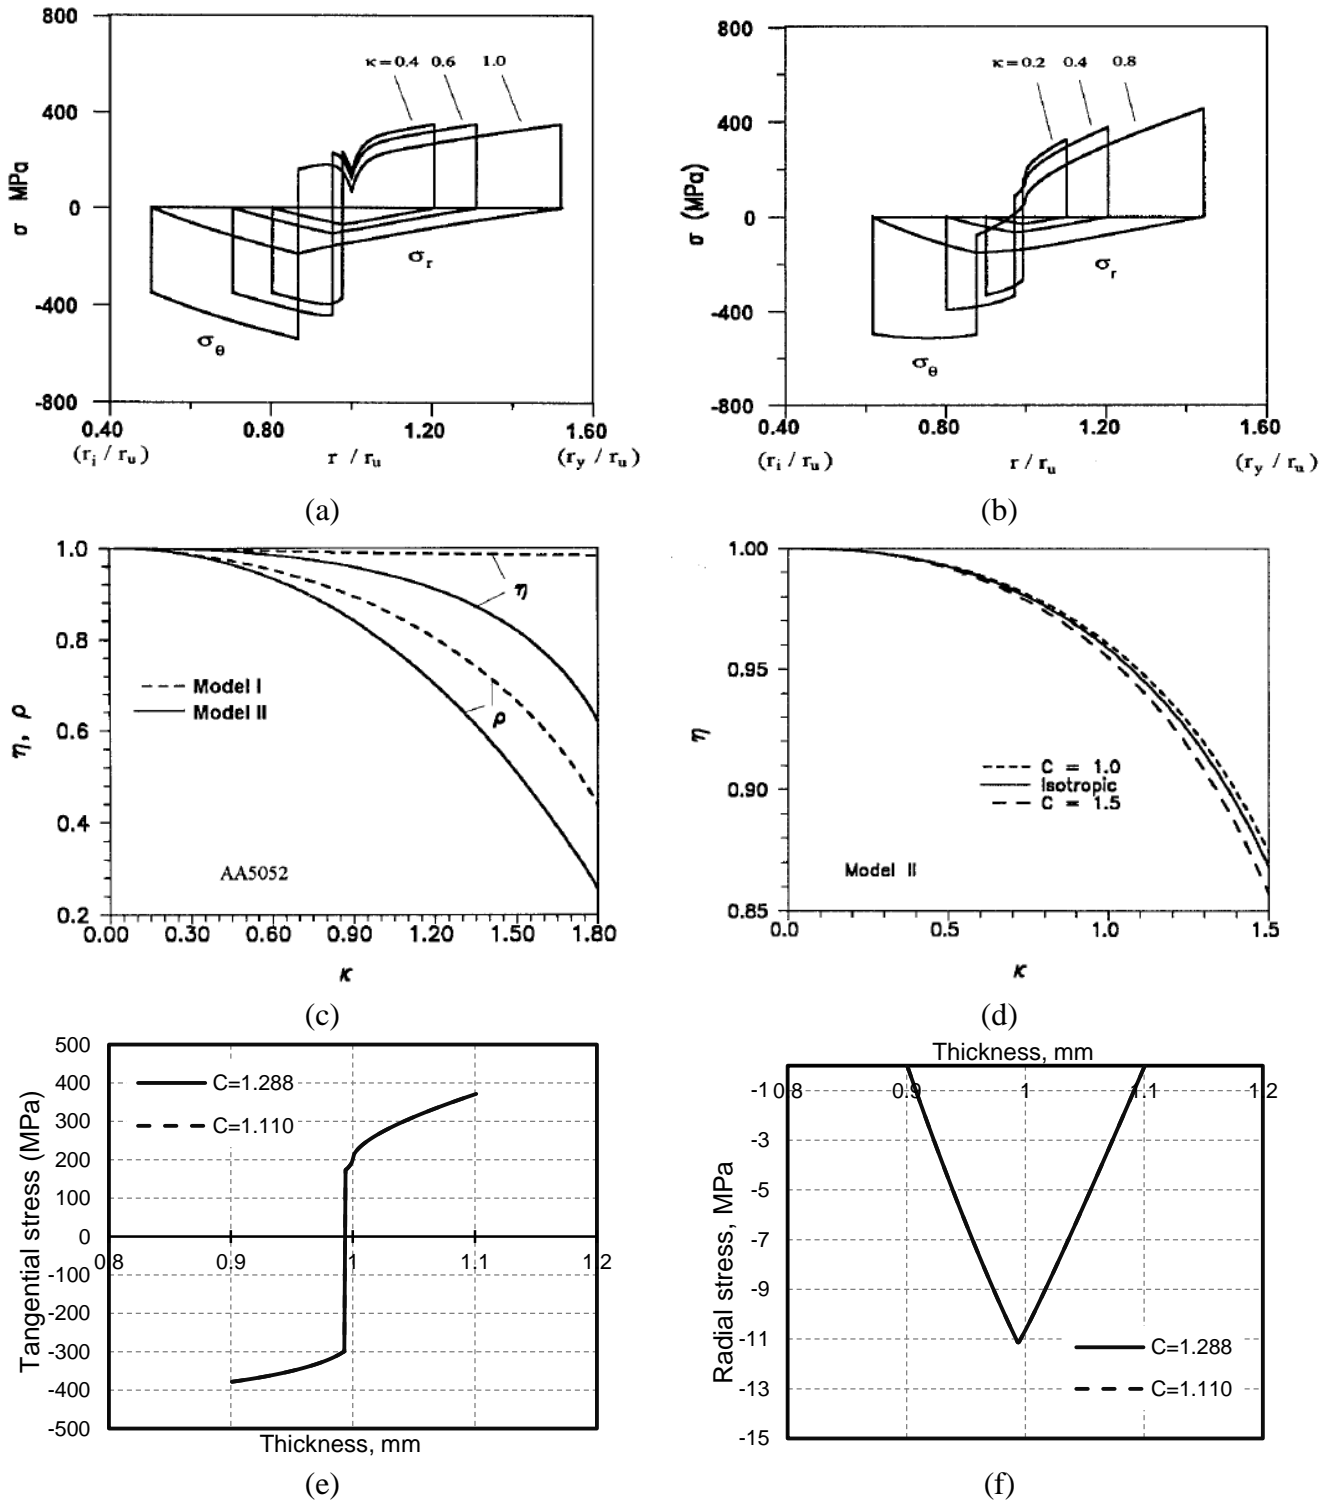 800
400
0
-400
-800
σ MPa
κ=0.4 0.6 1.0
σr
σθ
0.40 0.80 1.20 1.60
(ri / ru) r / ru (ry / ru)
(a)
800
400
0
-400
-800
σ (MPa)
κ=0.2 0.4 0.8
σr
σθ
0.40 0.80 1.20 1.60
(ri / ru) r/ru (ry / ru)
(b)
1.0
0.8
0.6
0.4
0.2
η, ρ
η
Model I
Model II
ρ
AA5052
0.00 0.30 0.60 0.90 1.20 1.50 1.80
κ
(c)
1.00
0.95
0.90
0.85
η
C = 1.0
Isotropic
C = 1.5
Model II
0.0 0.5 1.0 1.5
κ
(d)
500
400
300
200
100
0
-100
-200
-300
-400
-500
Tangential stress (MPa)
C=1.288
C=1.110
0.8 0.9 1 1.1 1.2
Thickness, mm
(e)
Thickness, mm
0.8 0.9 1 1.1 1.2
-1
-3
-5
-7
-9
-11
-13
-15
Radial stress, MPa
C=1.288
C=1.110
(f)